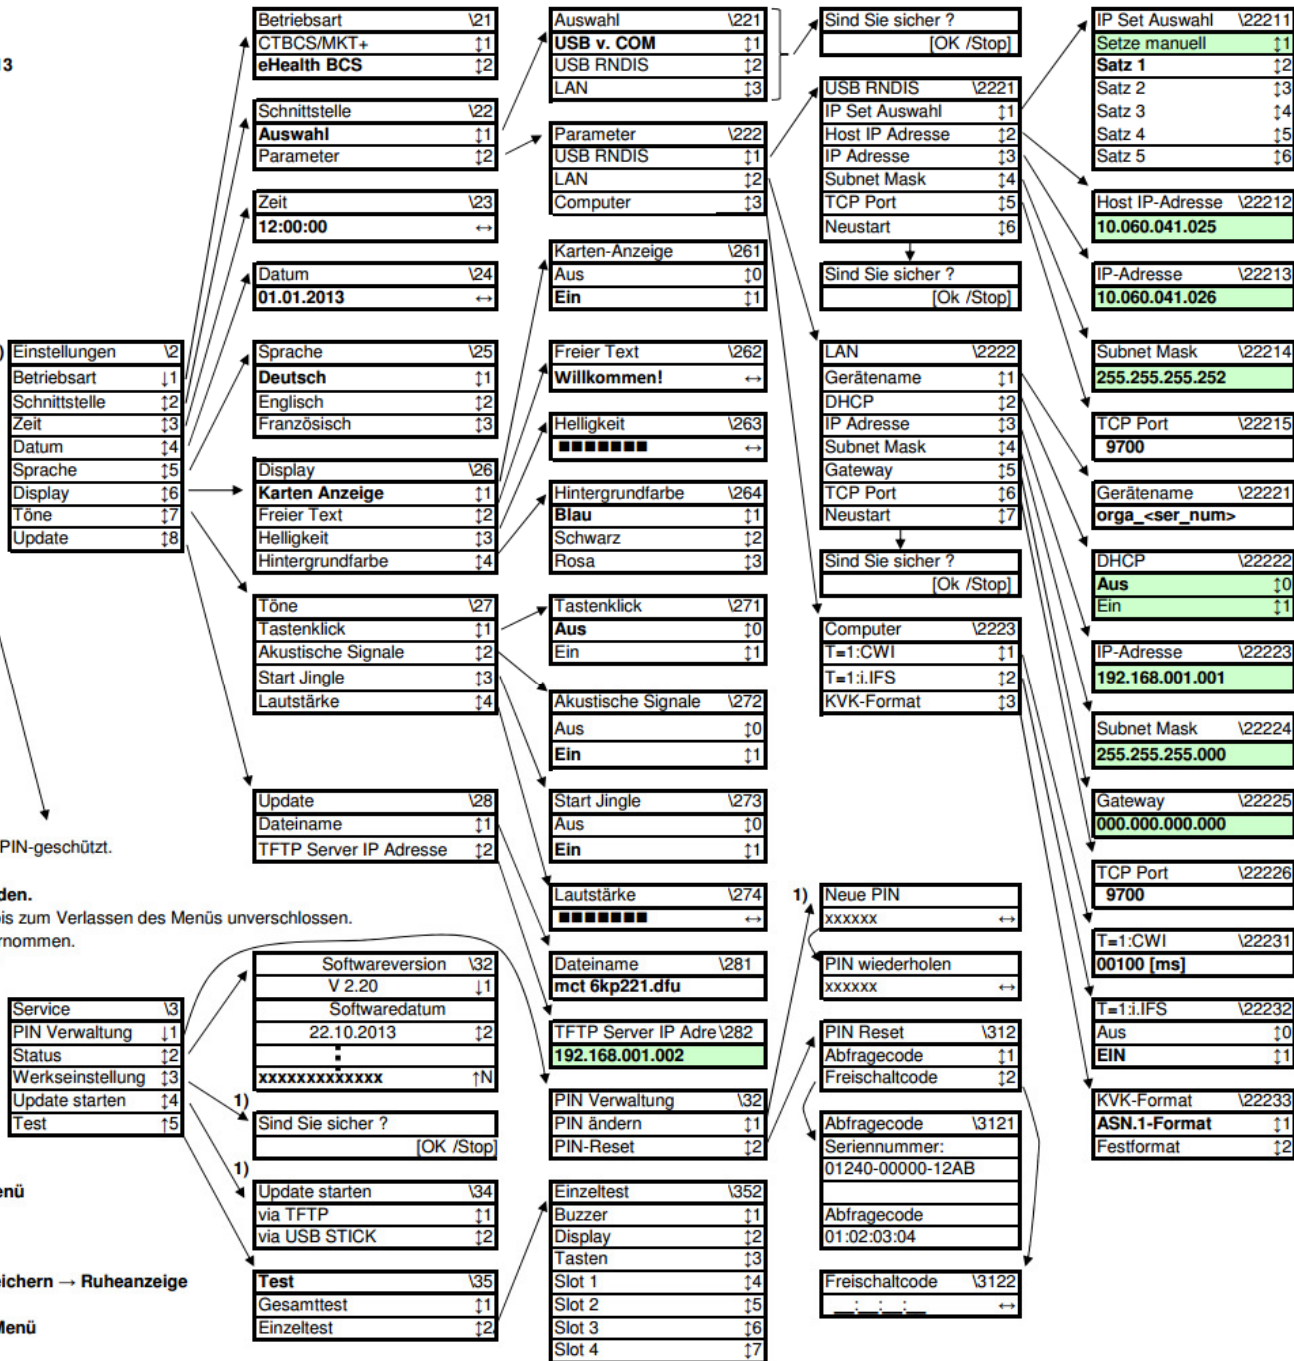 13
) Einstellungen \2
Betriebsart ↓1
Schnittstelle ↕2
Zeit ↕3
Datum ↕4
Sprache ↕5
Display ↕6
Töne ↕7
Update ↕8
PIN-geschützt.
den.
bis zum Verlassen des Menüs unverschlossen.
rnommen.
Service \3
PIN Verwaltung ↓1
Status ↕2
Werkseinstellung ↕3
Update starten ↕4
Test ↑5
enü
eichern → Ruheanzeige
Menü
Betriebsart \21
CTBCS/MKT+ ↕1
eHealth BCS ↕2
Schnittstelle \22
Auswahl ↕1
Parameter ↕2
Zeit \23
12:00:00 ↔
Datum \24
01.01.2013 ↔
Sprache \25
Deutsch ↕1
Englisch ↕2
Französisch ↕3
Display \26
Karten Anzeige ↕1
Freier Text ↕2
Helligkeit ↕3
Hintergrundfarbe ↕4
Töne \27
Tastenklick ↕1
Akustische Signale ↕2
Start Jingle ↕3
Lautstärke ↕4
Update \28
Dateiname ↕1
TFTP Server IP Adresse ↕2
Softwareversion \32
V 2.20 ↓1
Softwaredatum
22.10.2013 ↕2
xxxxxxxxxxxxx ↑N
1)
Sind Sie sicher ?
[OK /Stop]
1)
Update starten \34
via TFTP ↕1
via USB STICK ↕2
Test \35
Gesamttest ↕1
Einzeltest ↕2
Auswahl \221
USB v. COM ↕1
USB RNDIS ↕2
LAN ↕3
Parameter \222
USB RNDIS ↕1
LAN ↕2
Computer ↕3
Karten-Anzeige \261
Aus ↕0
Ein ↕1
Freier Text \262
Willkommen! ↔
Helligkeit \263
■■■■■■■ ↔
Hintergrundfarbe \264
Blau ↕1
Schwarz ↕2
Rosa ↕3
Tastenklick \271
Aus ↕0
Ein ↕1
Akustische Signale \272
Aus ↕0
Ein ↕1
Start Jingle \273
Aus ↕0
Ein ↕1
Lautstärke \274
■■■■■■■ ↔
Dateiname \281
mct 6kp221.dfu
TFTP Server IP Adre \282
192.168.001.002
PIN Verwaltung \32
PIN ändern ↕1
PIN-Reset ↕2
Einzeltest \352
Buzzer ↕1
Display ↕2
Tasten ↕3
Slot 1 ↕4
Slot 2 ↕5
Slot 3 ↕6
Slot 4 ↕7
Sind Sie sicher ?
[OK /Stop]
USB RNDIS \2221
IP Set Auswahl ↕1
Host IP Adresse ↕2
IP Adresse ↕3
Subnet Mask ↕4
TCP Port ↕5
Neustart ↕6
Sind Sie sicher ?
[Ok /Stop]
LAN \2222
Gerätename ↕1
DHCP ↕2
IP Adresse ↕3
Subnet Mask ↕4
Gateway ↕5
TCP Port ↕6
Neustart ↕7
Sind Sie sicher ?
[Ok /Stop]
Computer \2223
T=1:CWI ↕1
T=1:i.IFS ↕2
KVK-Format ↕3
1) Neue PIN
xxxxxx ↔
PIN wiederholen
xxxxxx ↔
PIN Reset \312
Abfragecode ↕1
Freischaltcode ↕2
Abfragecode \3121
Seriennummer:
01240-00000-12AB
Abfragecode
01:02:03:04
Freischaltcode \3122
__:__:__:__ ↔
IP Set Auswahl \22211
Setze manuell ↕1
Satz 1 ↕2
Satz 2 ↕3
Satz 3 ↕4
Satz 4 ↕5
Satz 5 ↕6
Host IP-Adresse \22212
10.060.041.025
IP-Adresse \22213
10.060.041.026
Subnet Mask \22214
255.255.255.252
TCP Port \22215
9700
Gerätename \22221
orga_<ser_num>
DHCP \22222
Aus ↕0
Ein ↕1
IP-Adresse \22223
192.168.001.001
Subnet Mask \22224
255.255.255.000
Gateway \22225
000.000.000.000
TCP Port \22226
9700
T=1:CWI \22231
00100 [ms]
T=1:i.IFS \22232
Aus ↕0
EIN ↕1
KVK-Format \22233
ASN.1-Format ↕1
Festformat ↕2